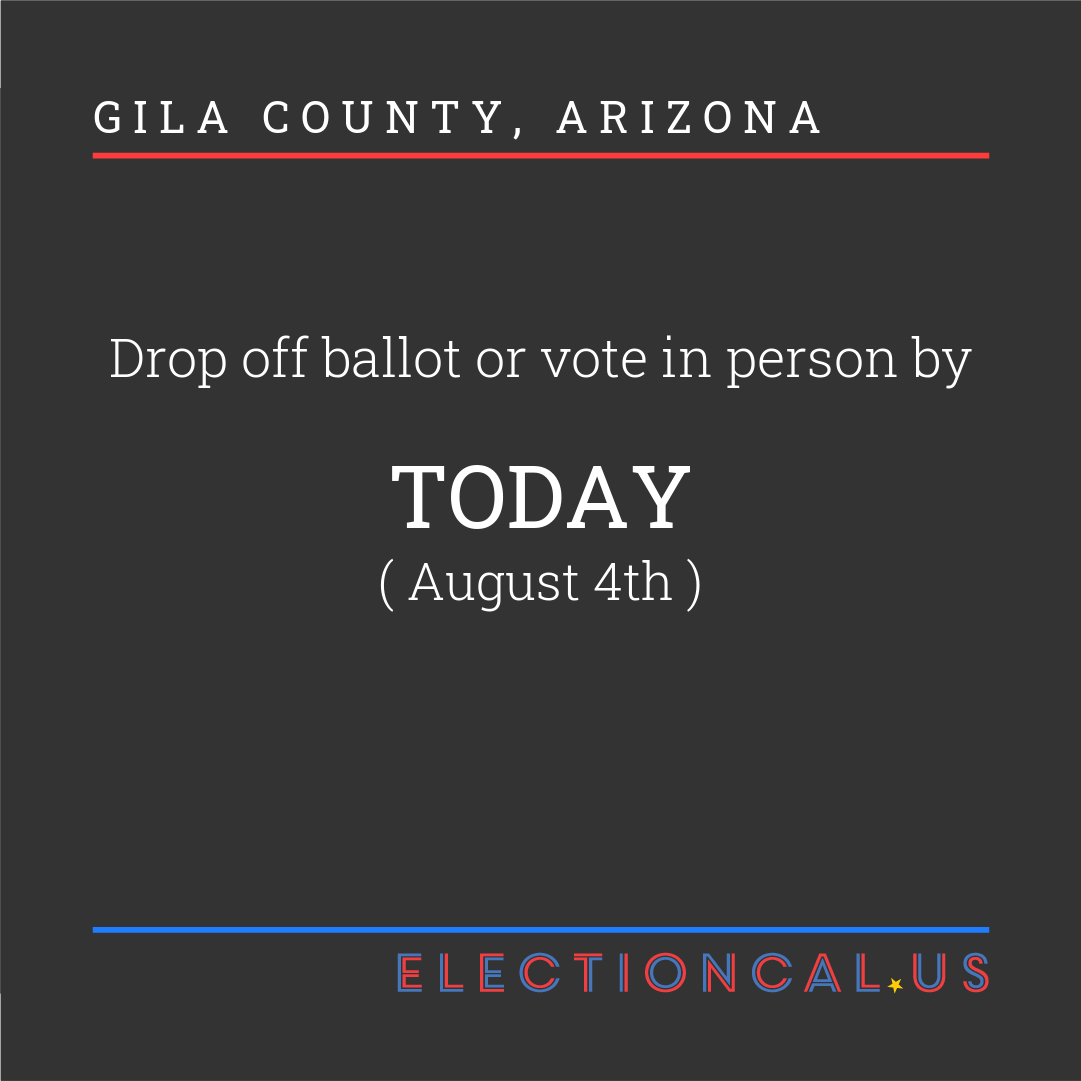 GILA COUNTY, ARIZONA
Drop off ballot or vote in person by
TODAY
( August 4th )
ELECTIONCAL.US